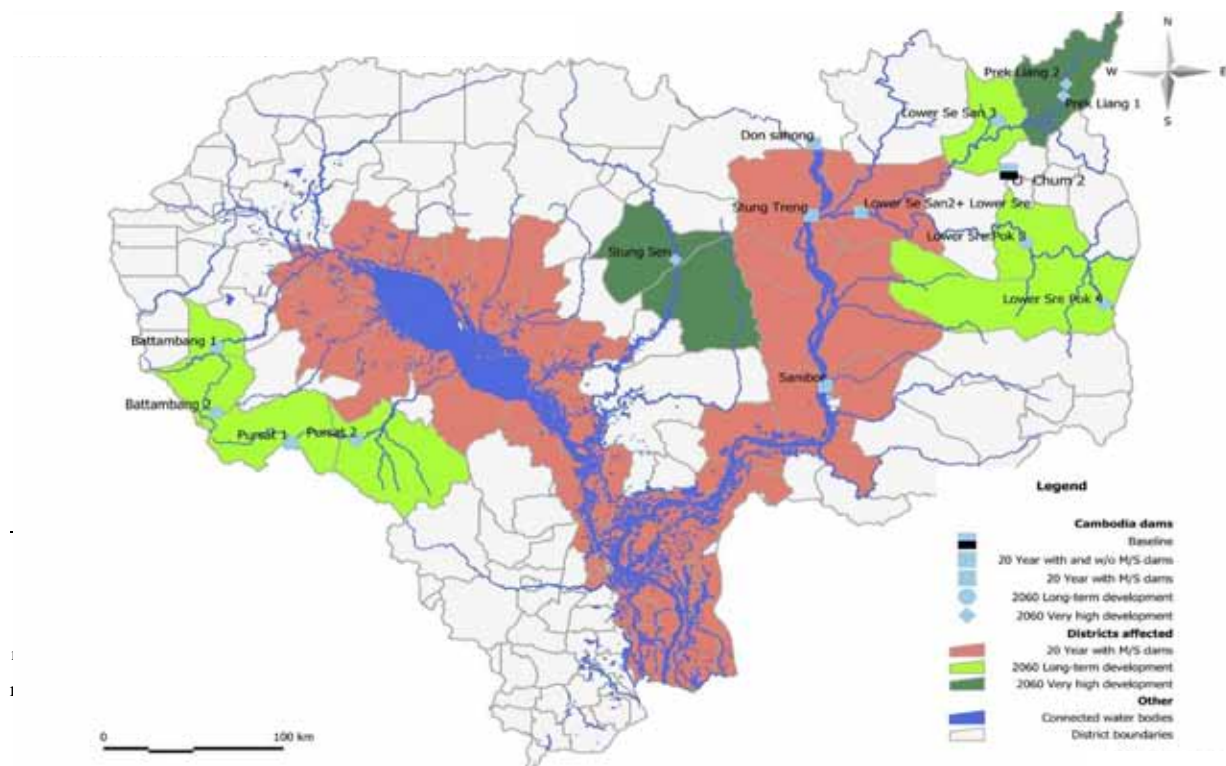 N
W
E
S
Prek Liang 2
Prek Liang 1
Lower Se San 3
Don sahong
O Chum 2
Stung Treng
Lower Se San2+ Lower Sre
Lower Sre Pok 3
Stung Sen
Lower Sre Pok 4
Battambang 1
Sambor
Battambang 2
Pursat 1
Pursat 2
Legend
Cambodia dams
Baseline
20 Year with and w/o M/S dams
20 Year with M/S dams
2060 Long-term development
2060 Very high development
Districts affected
20 Year with M/S dams
2060 Long-term development
2060 Very high development
Other
Connected water bodies
District boundaries
0
100 km